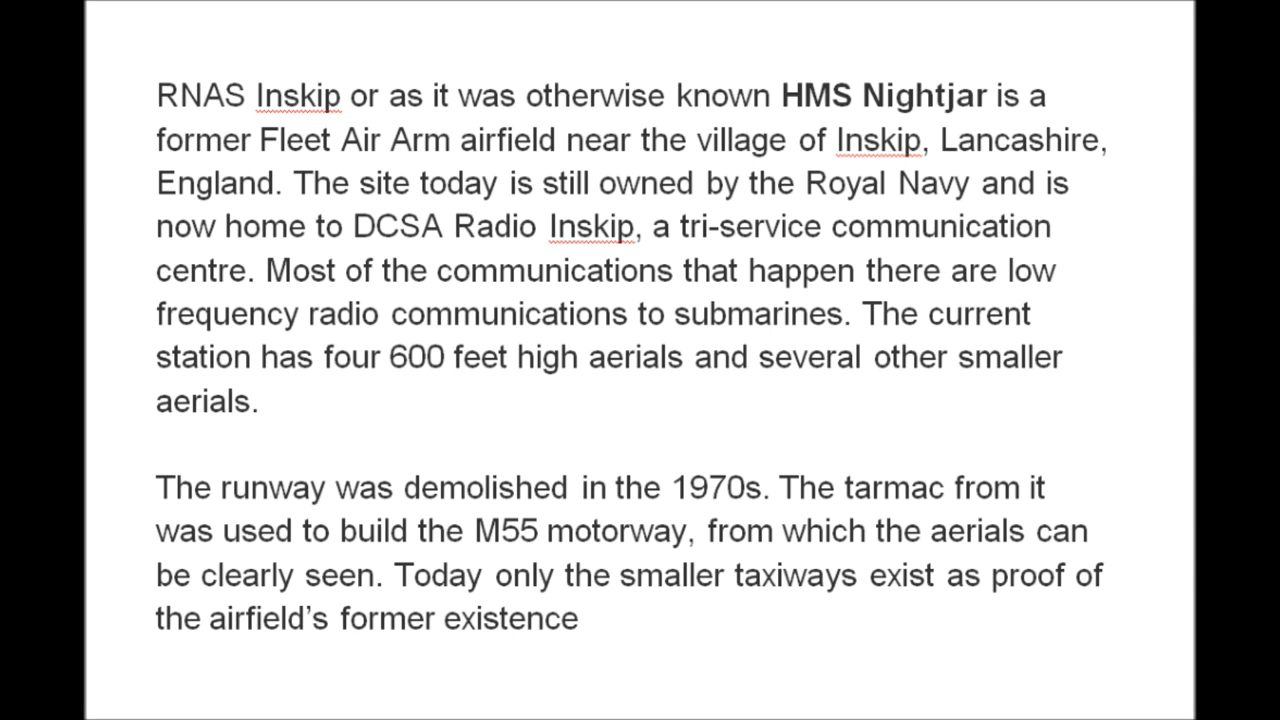 RNAS Inskip or as it was otherwise known HMS Nightjar is a
former Fleet Air Arm airfield near the village of Inskip, Lancashire,
England. The site today is still owned by the Royal Navy and is
now home to DCSA Radio Inskip, a tri-service communication
centre. Most of the communications that happen there are low
frequency radio communications to submarines. The current
station has four 600 feet high aerials and several other smaller
aerials.
The runway was demolished in the 1970s. The tarmac from it
was used to build the M55 motorway, from which the aerials can
be clearly seen. Today only the smaller taxiways exist as proof of
the airfield’s former existence